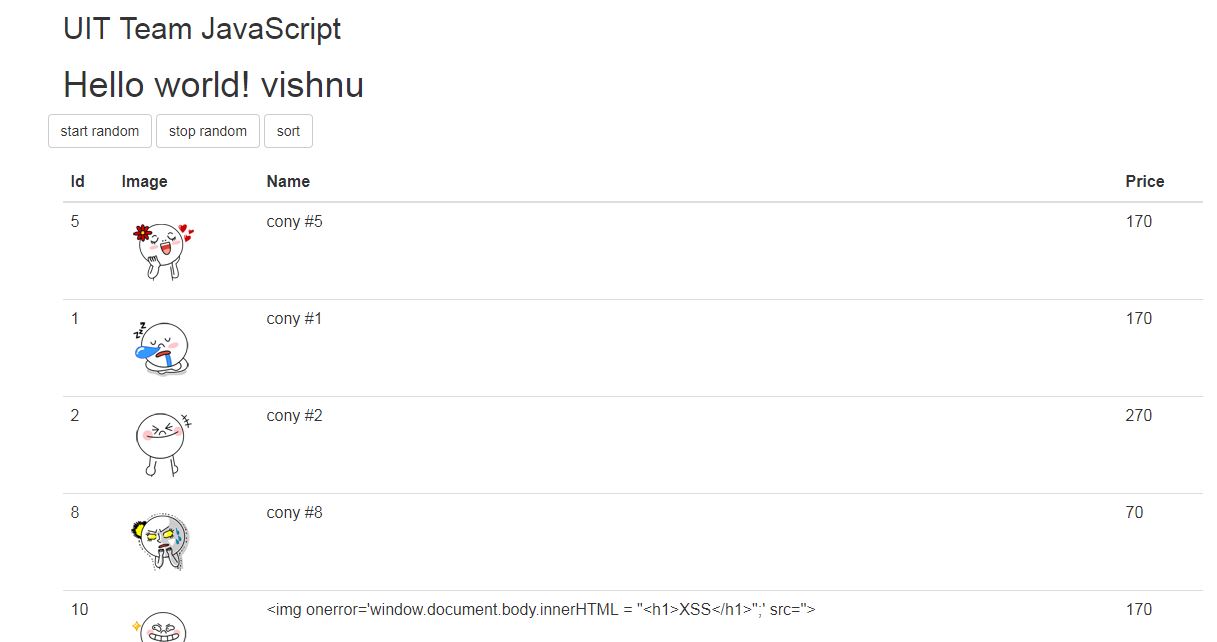 UIT Team JavaScript
Hello world! vishnu
start random stop random sort
Id Image Name Price
5 cony #5 170
1 zzz cony #1 170
2 cony #2 270
8 cony #8 70
10 <img onerror='window.document.body.innerHTML = "<h1>XSS</h1>";' src=''> 170